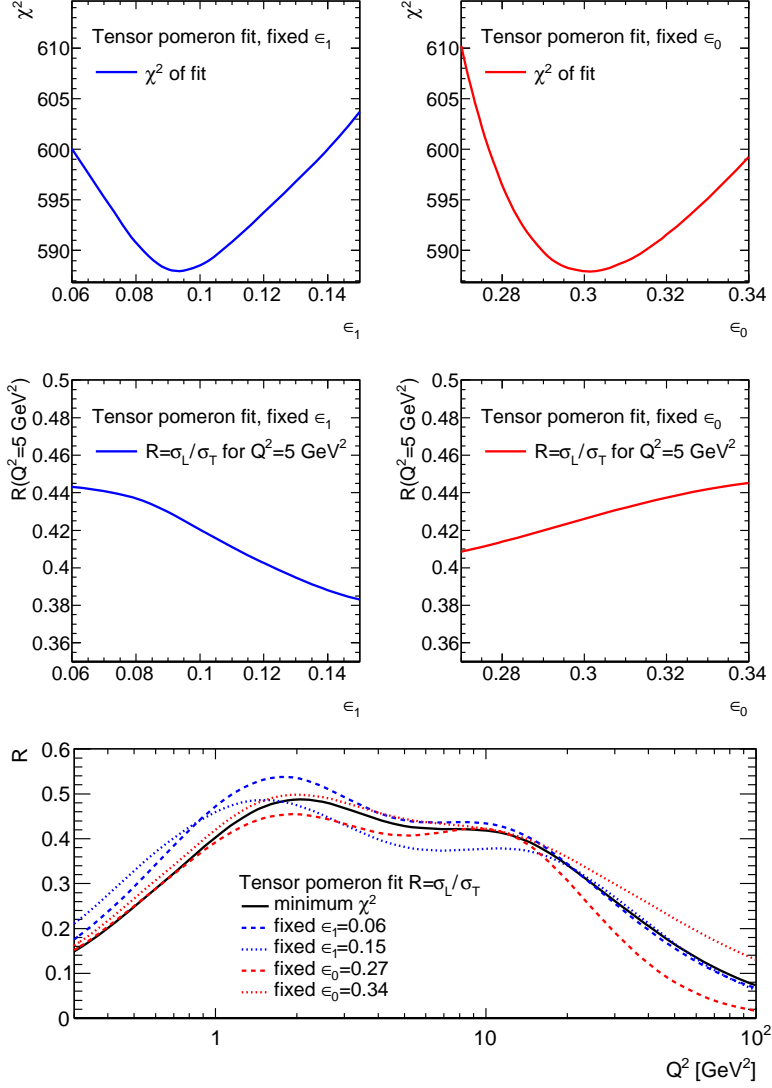 χ²
Tensor pomeron fit, fixed ϵ₁
χ² of fit
610
605
600
595
590
0.06 0.08 0.1 0.12 0.14
ϵ₁
χ²
Tensor pomeron fit, fixed ϵ₀
χ² of fit
610
605
600
595
590
0.28 0.3 0.32 0.34
ϵ₀
R(Q²=5 GeV²)
Tensor pomeron fit, fixed ϵ₁
R=σ_L/σ_T for Q²=5 GeV²
0.5
0.48
0.46
0.44
0.42
0.4
0.38
0.36
0.06 0.08 0.1 0.12 0.14
ϵ₁
R(Q²=5 GeV²)
Tensor pomeron fit, fixed ϵ₀
R=σ_L/σ_T for Q²=5 GeV²
0.5
0.48
0.46
0.44
0.42
0.4
0.38
0.36
0.28 0.3 0.32 0.34
ϵ₀
R
0.6
0.5
0.4
0.3
0.2
0.1
0
Tensor pomeron fit R=σ_L/σ_T
minimum χ²
fixed ϵ₁=0.06
fixed ϵ₁=0.15
fixed ϵ₀=0.27
fixed ϵ₀=0.34
1 10 10²
Q² [GeV²]